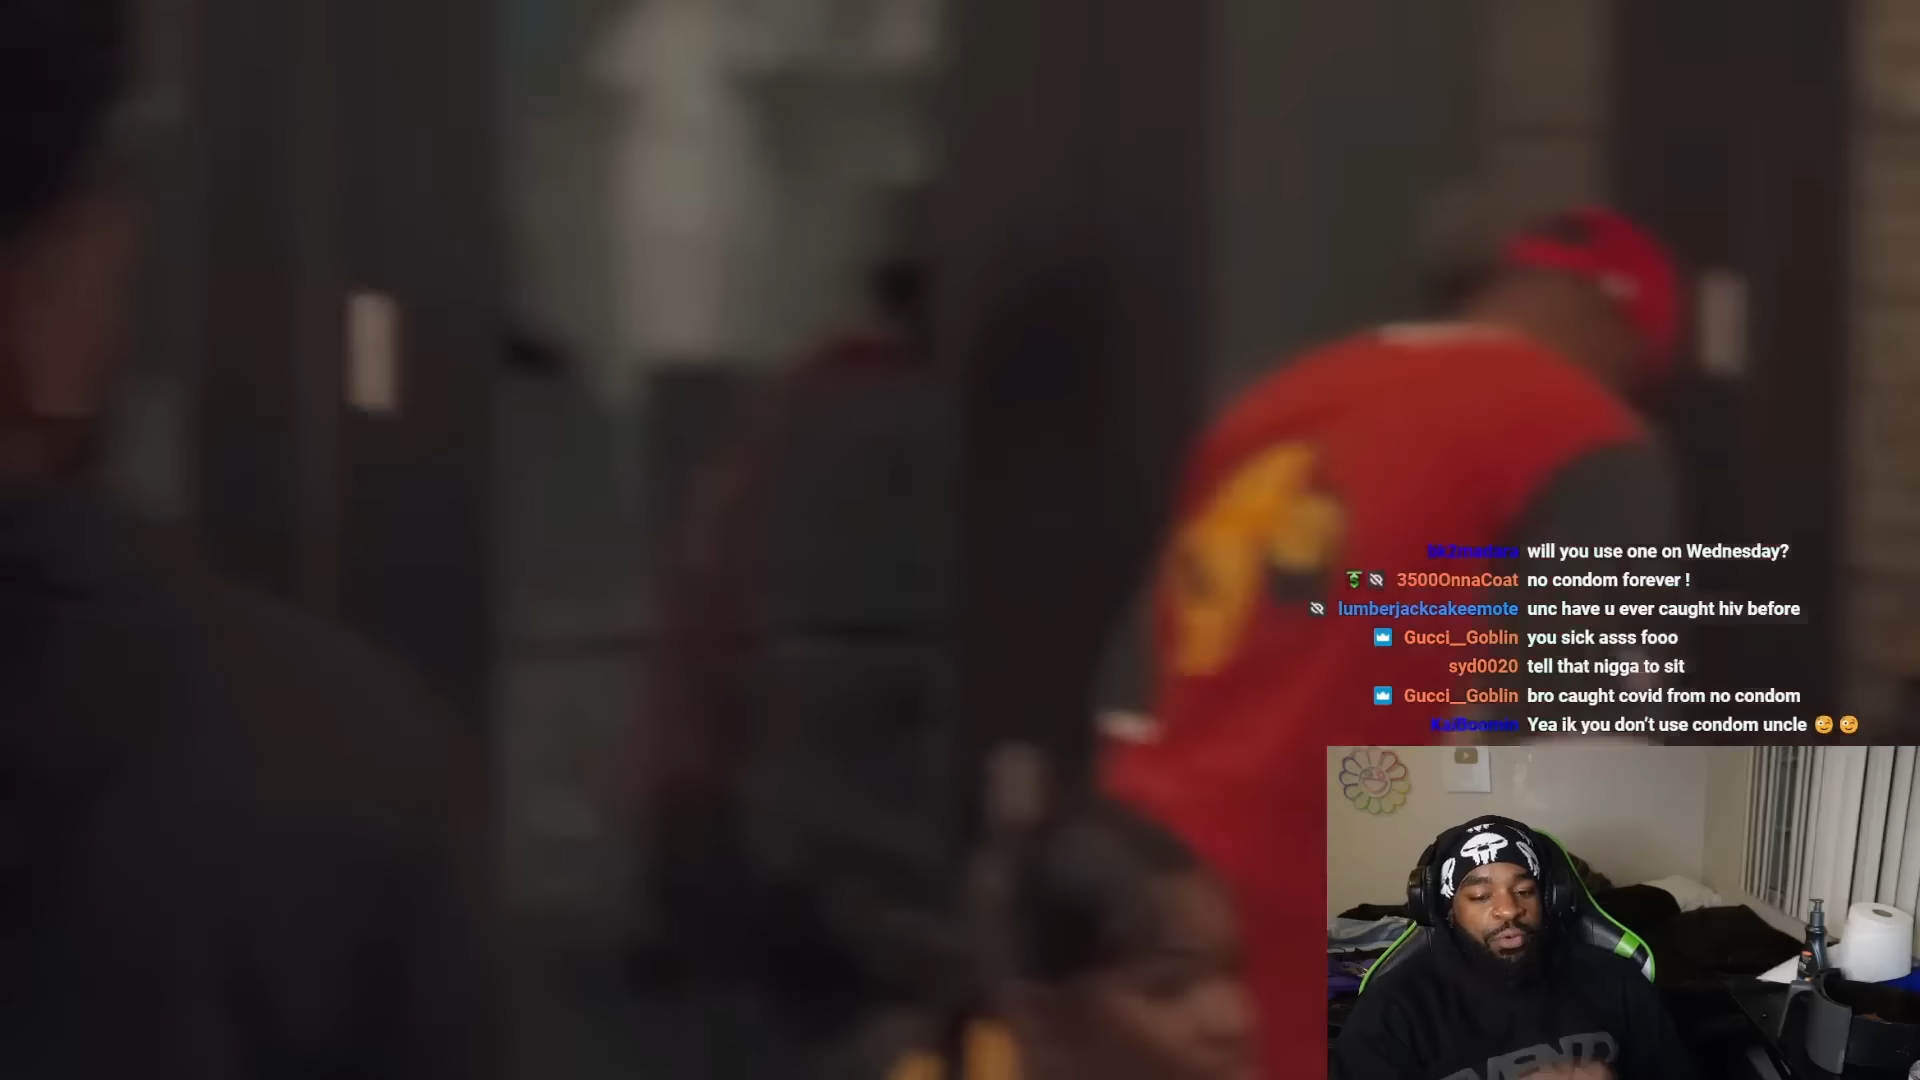 will you use one on Wednesday?
3500OnnaCoat no condom forever !
lumberjackcakeemote unc have u ever caught hiv before
Gucci__Goblin you sick asss fooo
syd0020 tell that nigga to sit
Gucci__Goblin bro caught covid from no condom
Yea ik you don't use condom uncle 😉 😉